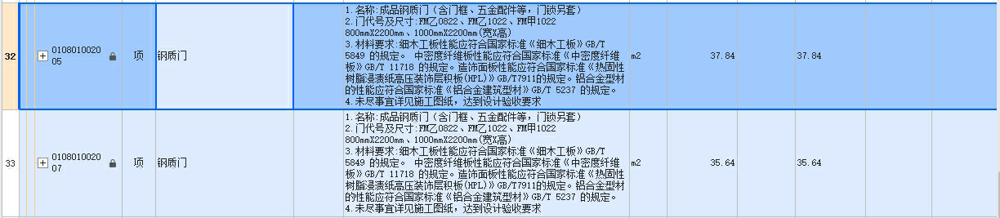 1.名称:成品钢质门（含门框、五金配件等，门锁另套）
2.门代号及尺寸:FM乙0822、FM乙1022、FM甲1022
800mmX2200mm、1000mmX2200mm(宽X高)
32 0108010020 项 钢质门 3.材料要求:细木工板性能应符合国家标准《细木工板》GB/T m2 37.84 37.84
05 5849 的规定。 中密度纤维板性能应符合国家标准《中密度纤维
板》GB/T 11718 的规定。造饰面板性能应符合国家标准《热固性
树脂浸渍纸高压装饰层积板(HPL)》GB/T7911的规定。铝合金型材
的性能应符合国家标准《铝合金建筑型材》GB/T 5237 的规定。
4.未尽事宜详见施工图纸，达到设计验收要求
1.名称:成品钢质门（含门框、五金配件等，门锁另套）
2.门代号及尺寸:FM乙0822、FM乙1022、FM甲1022
800mmX2200mm、1000mmX2200mm(宽X高)
33 0108010020 项 钢质门 3.材料要求:细木工板性能应符合国家标准《细木工板》GB/T m2 35.64 35.64
07 5849 的规定。 中密度纤维板性能应符合国家标准《中密度纤维
板》GB/T 11718 的规定。造饰面板性能应符合国家标准《热固性
树脂浸渍纸高压装饰层积板(HPL)》GB/T7911的规定。铝合金型材
的性能应符合国家标准《铝合金建筑型材》GB/T 5237 的规定。
4.未尽事宜详见施工图纸，达到设计验收要求